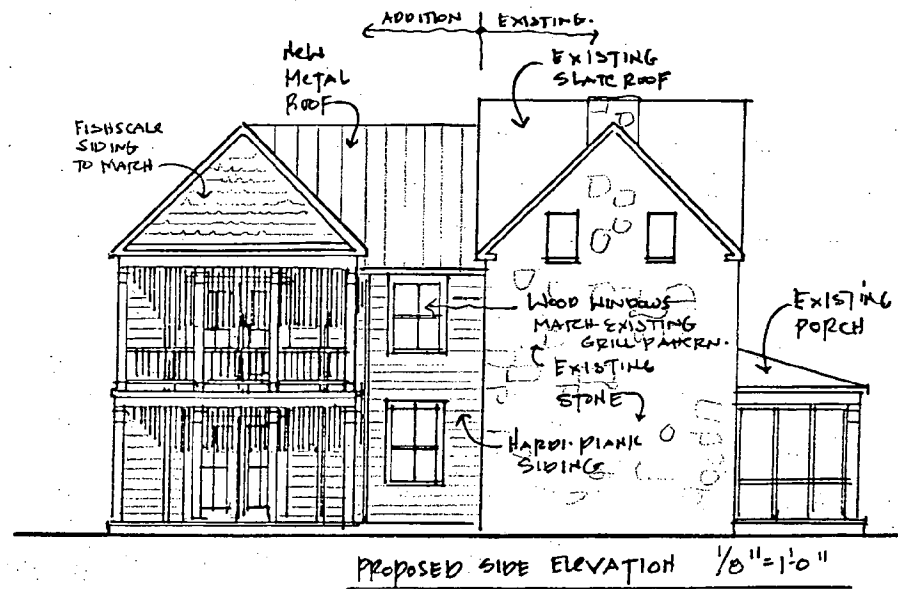 ADDITION EXISTING.
NEW
METAL
ROOF
EXISTING
SLATE ROOF
FISHSCALE
SIDING
TO MATCH
WOOD WINDOWS
MATCH EXISTING
GRILL PATTERN.
EXISTING
STONE
EXISTING
PORCH
HARDI-PLANK
SIDING
PROPOSED SIDE ELEVATION 1/8"=1'-0"